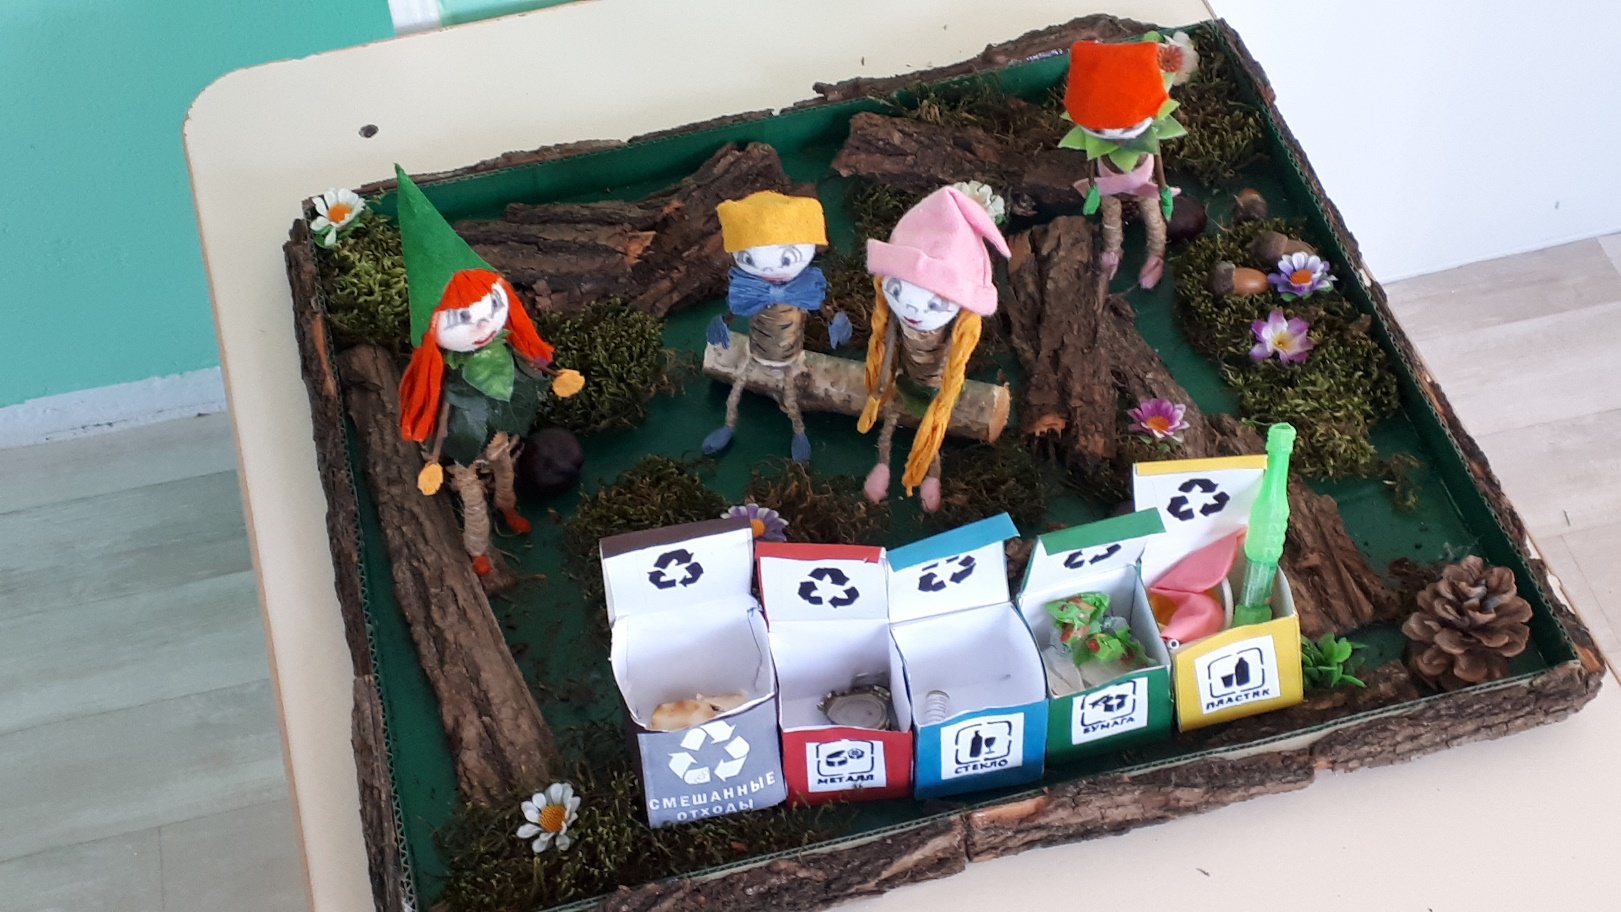 СМЕШАННЫЕ
ОТХОДЫ
МЕТАЛЛ
СТЕКЛО
БУМАГА
ПЛАСТИК